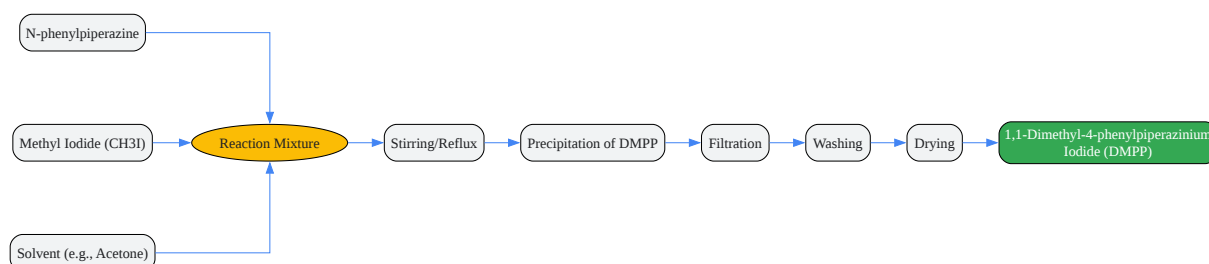 N-phenylpiperazine
Methyl Iodide (CH3I)
Solvent (e.g., Acetone)
Reaction Mixture
Stirring/Reflux
Precipitation of DMPP
Filtration
Washing
Drying
1,1-Dimethyl-4-phenylpiperazinium
Iodide (DMPP)